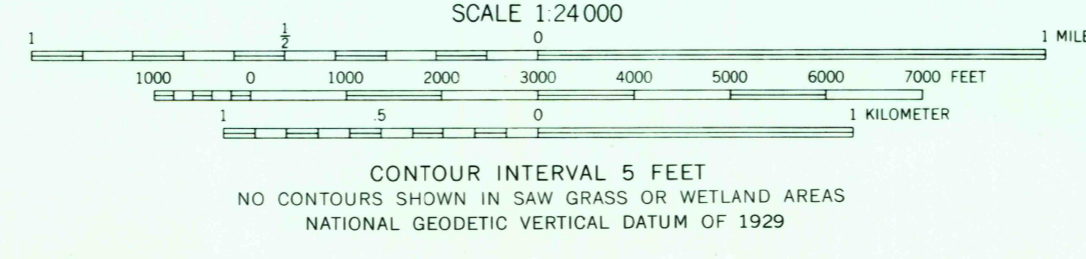 SCALE 1:24 000
1 ½ 0 1 MILE
1000 0 1000 2000 3000 4000 5000 6000 7000 FEET
1 .5 0 1 KILOMETER
CONTOUR INTERVAL 5 FEET
NO CONTOURS SHOWN IN SAW GRASS OR WETLAND AREAS
NATIONAL GEODETIC VERTICAL DATUM OF 1929